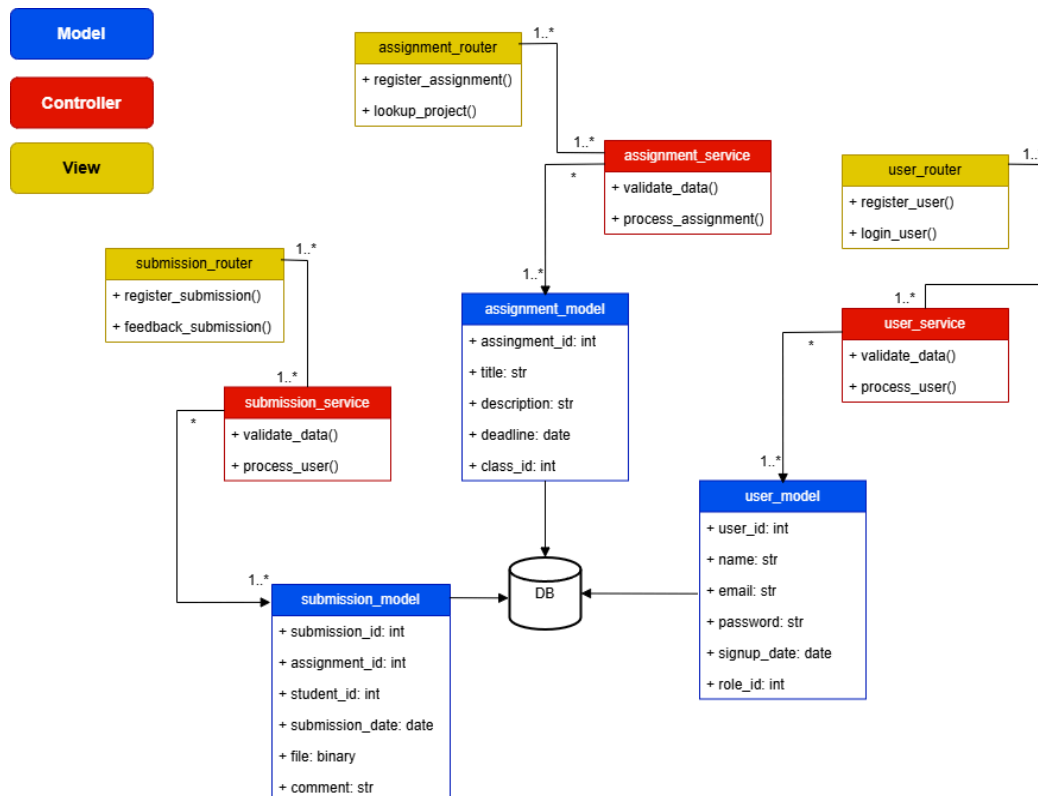 Model
Controller
View
1..*
assignment_router
+ register_assignment()
+ lookup_project()
1..*
*
assignment_service
+ validate_data()
+ process_assignment()
1..
user_router
+ register_user()
+ login_user()
1..*
submission_router
+ register_submission()
+ feedback_submission()
1..*
assignment_model
+ assingment_id: int
+ title: str
+ description: str
+ deadline: date
+ class_id: int
1..*
user_service
*
+ validate_data()
+ process_user()
1..*
submission_service
*
+ validate_data()
+ process_user()
1..*
user_model
+ user_id: int
+ name: str
+ email: str
+ password: str
+ signup_date: date
+ role_id: int
DB
1..*
submission_model
+ submission_id: int
+ assignment_id: int
+ student_id: int
+ submission_date: date
+ file: binary
+ comment: str